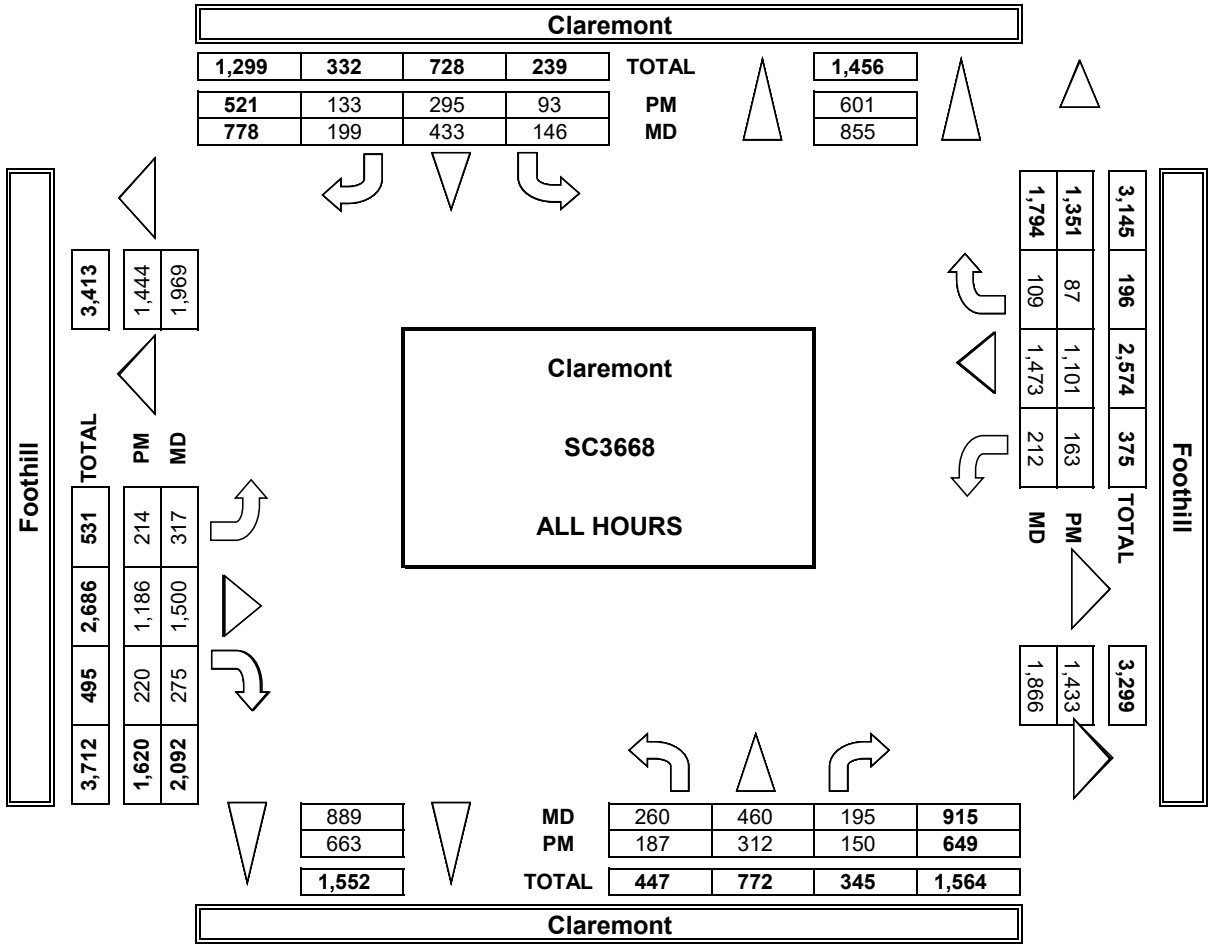 Claremont
1,299 332 728 239 TOTAL 1,456
521 133 295 93 PM 601
778 199 433 146 MD 855
Foothill
3,413
1,444
1,969
TOTAL 531 2,686 495 3,712
PM 214 1,186 220 1,620
MD 317 1,500 275 2,092
Claremont
SC3668
ALL HOURS
3,145 196 2,574 375 TOTAL
1,351 87 1,101 163 PM
1,794 109 1,473 212 MD
3,299
1,433
1,866
Foothill
889 MD 260 460 195 915
663 PM 187 312 150 649
1,552 TOTAL 447 772 345 1,564
Claremont